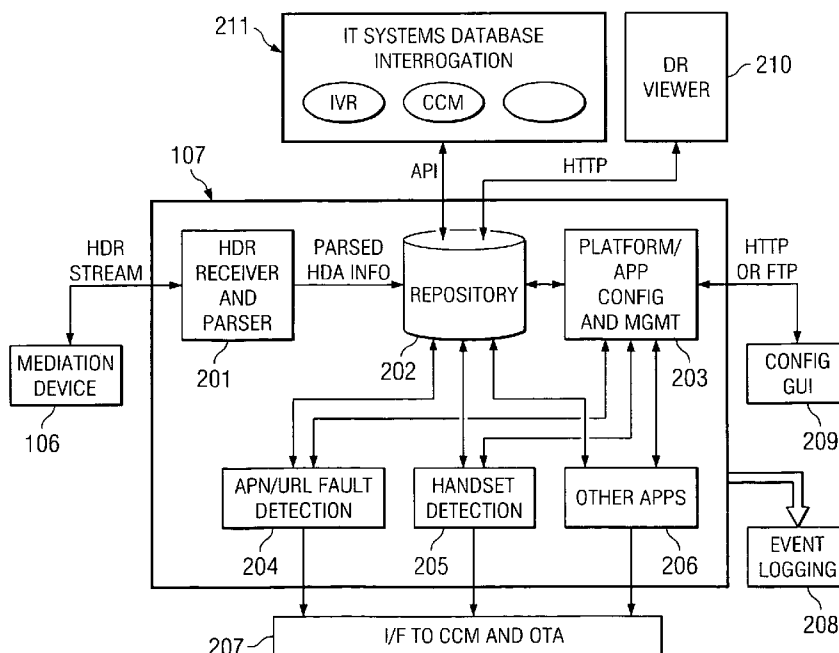 211
IT SYSTEMS DATABASE
INTERROGATION
IVR
CCM
DR
VIEWER
210
API
HTTP
107
HDR
STREAM
HDR
RECEIVER
AND
PARSER
201
PARSED
HDA INFO
REPOSITORY
202
PLATFORM/
APP
CONFIG
AND MGMT
203
HTTP
OR FTP
MEDIATION
DEVICE
106
CONFIG
GUI
209
APN/URL FAULT
DETECTION
204
HANDSET
DETECTION
205
OTHER APPS
206
EVENT
LOGGING
208
207
I/F TO CCM AND OTA